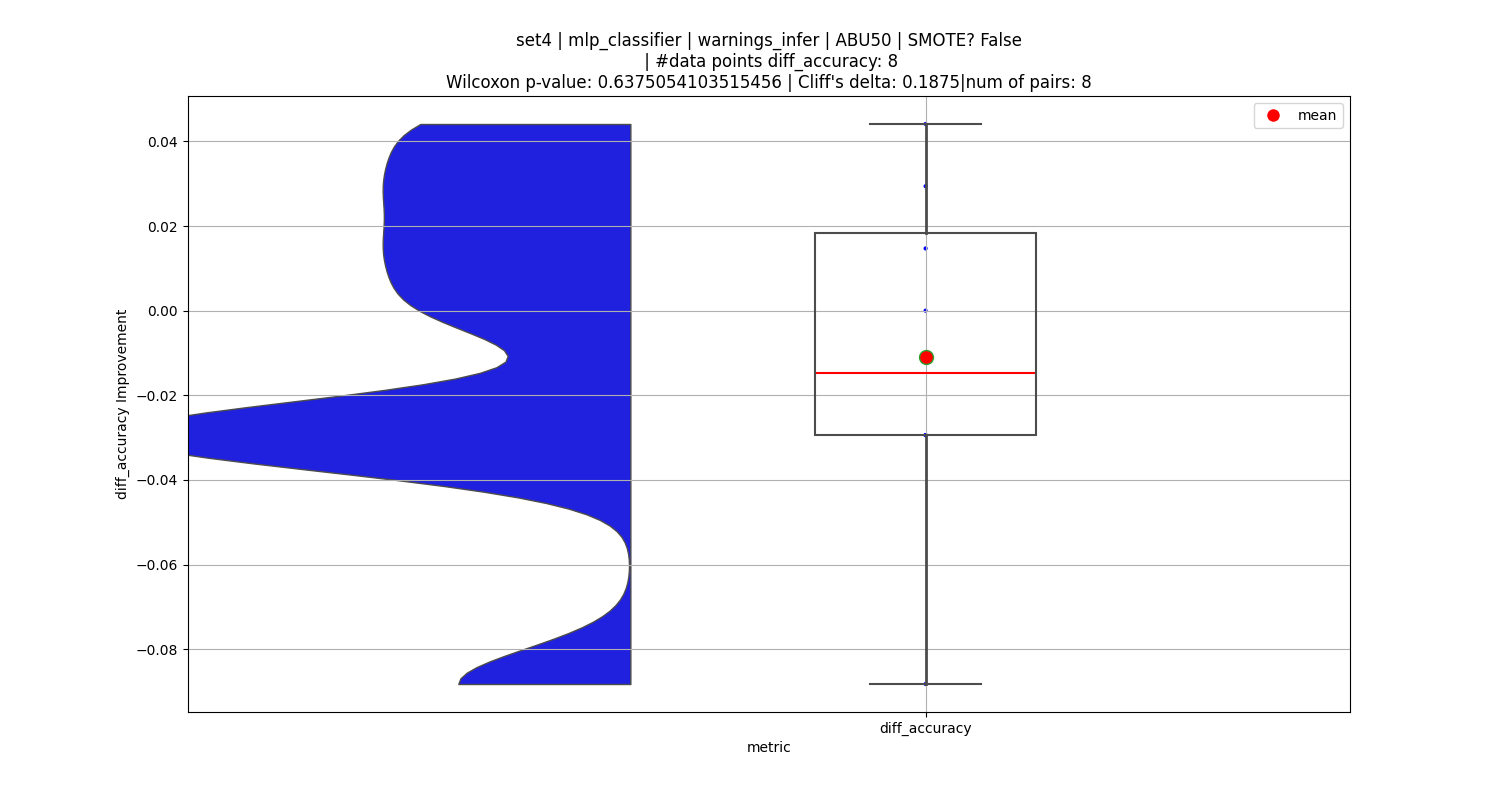 set4 | mlp_classifier | warnings_infer | ABU50 | SMOTE? False
| #data points diff_accuracy: 8
Wilcoxon p-value: 0.6375054103515456 | Cliff's delta: 0.1875|num of pairs: 8
mean
0.04
0.02
0.00
−0.02
−0.04
−0.06
−0.08
diff_accuracy Improvement
diff_accuracy
metric